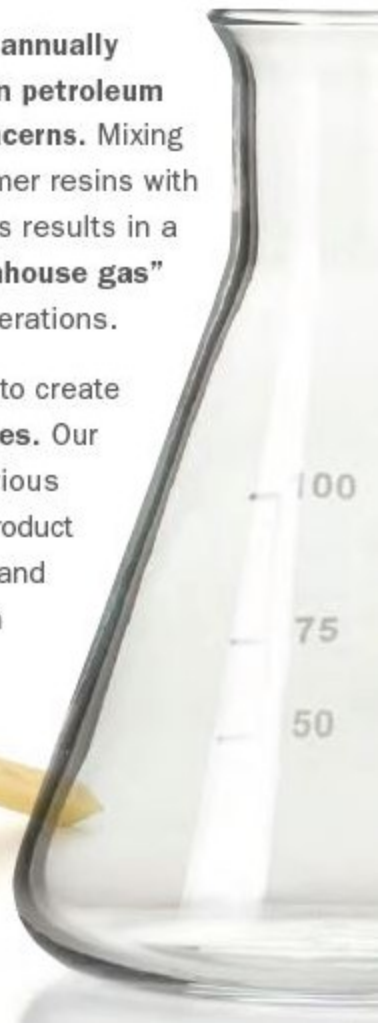 annually
n petroleum
cerns. Mixing
mer resins with
s results in a
house gas”
erations.
to create
es. Our
ious
roduct
and
100
75
50